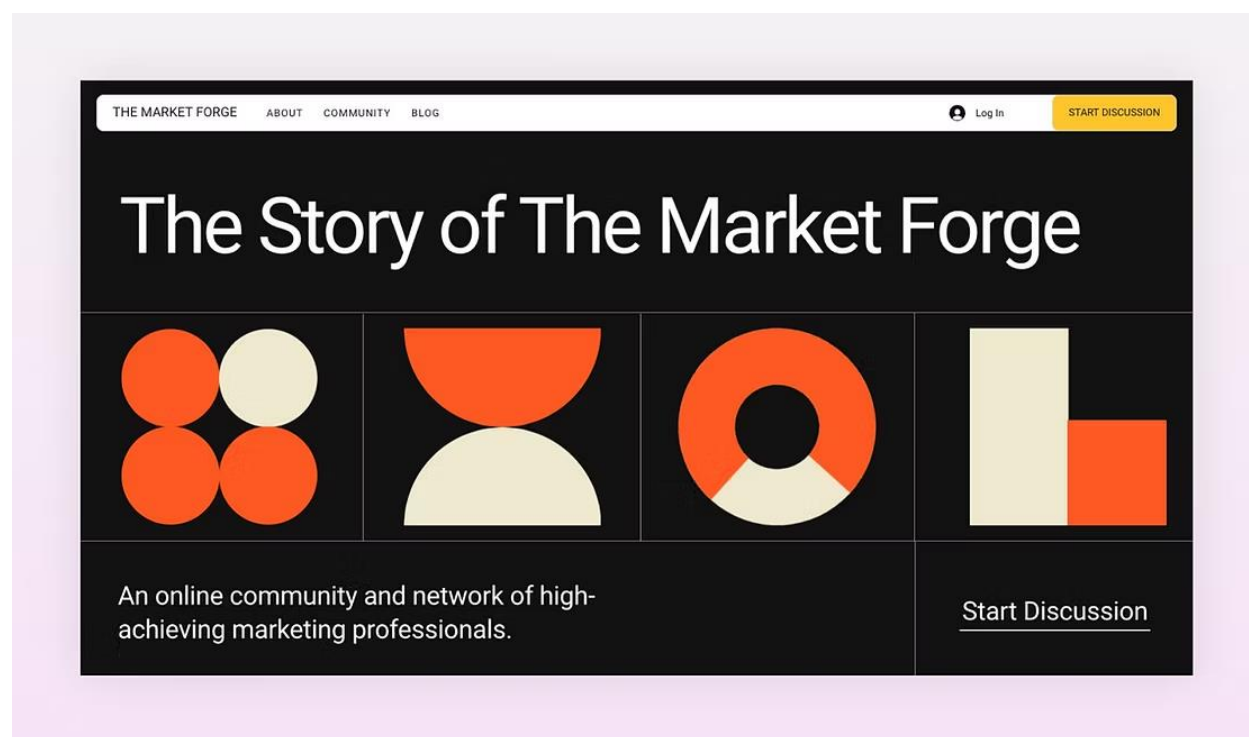 THE MARKET FORGE ABOUT COMMUNITY BLOG Log In START DISCUSSION
The Story of The Market Forge
An online community and network of high-
achieving marketing professionals.
Start Discussion